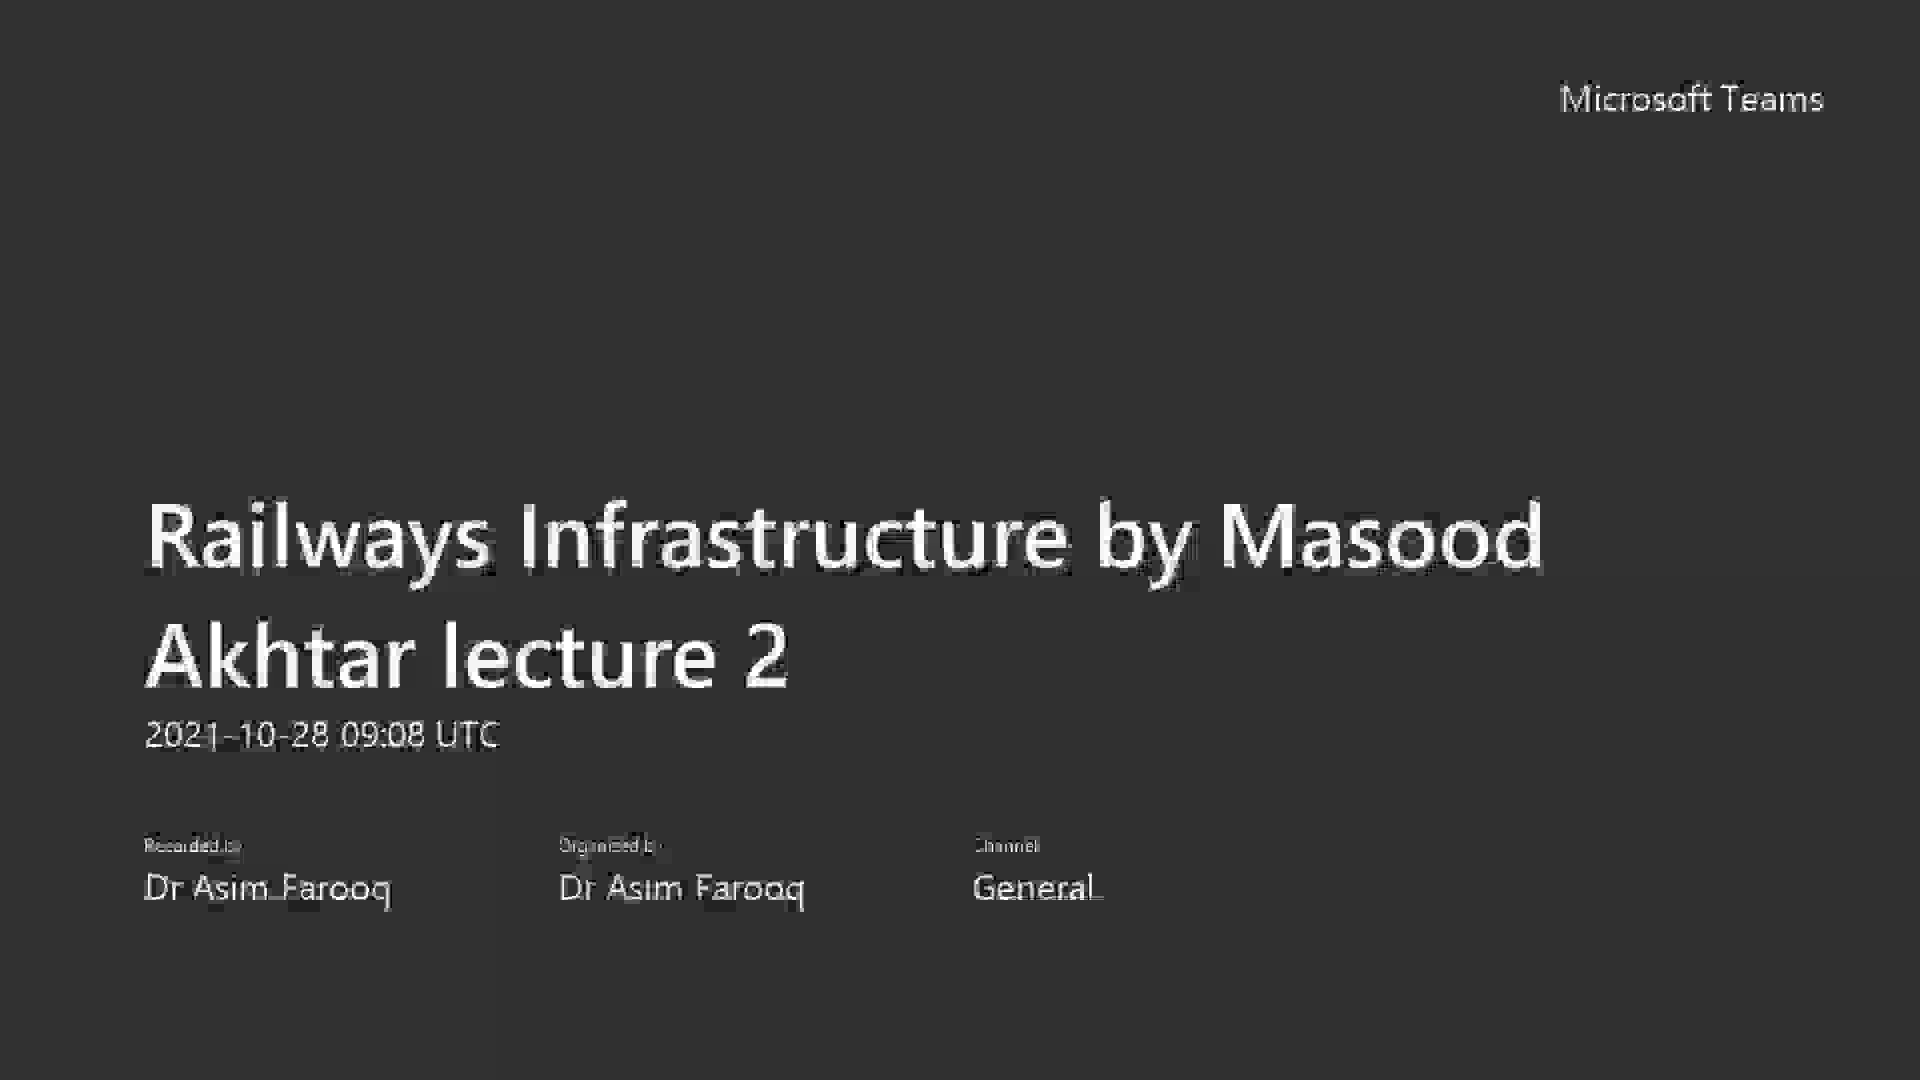 Microsoft Teams
Railways Infrastructure by Masood
Akhtar lecture 2
2021-10-28 09:08 UTC
Recorded by
Organized by
Channel
Dr Asim Farooq
Dr Asim Farooq
General